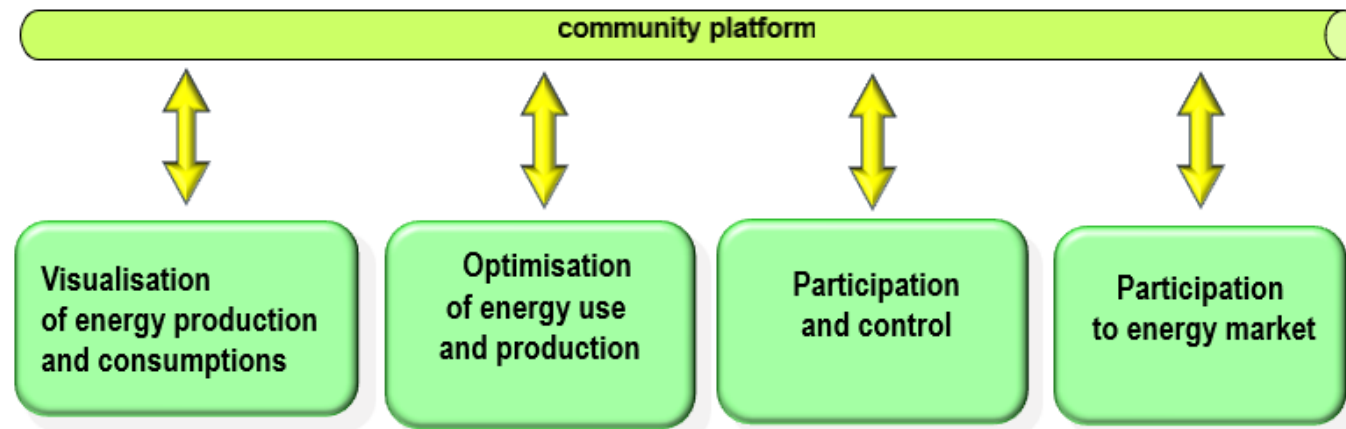 community platform
Visualisation
of energy production
and consumptions
Optimisation
of energy use
and production
Participation
and control
Participation
to energy market